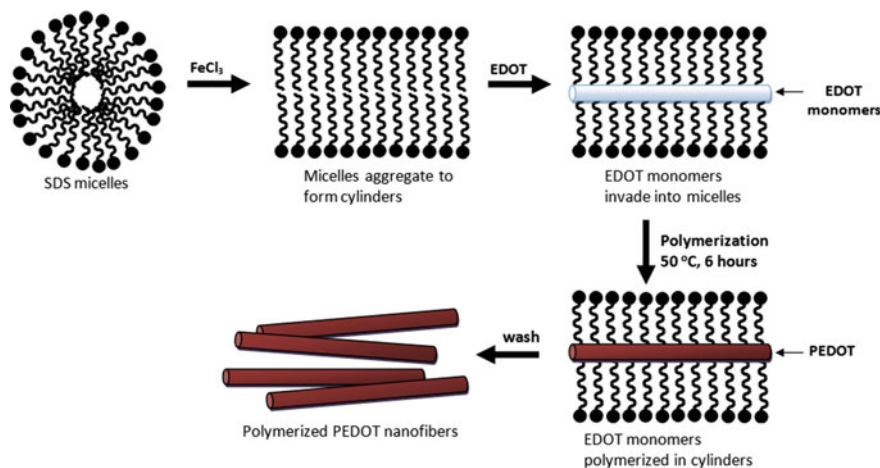 FeCl₃
EDOT
EDOT
monomers
SDS micelles
Micelles aggregate to
form cylinders
EDOT monomers
invade into micelles
Polymerization
50 °C, 6 hours
wash
PEDOT
Polymerized PEDOT nanofibers
EDOT monomers
polymerized in cylinders